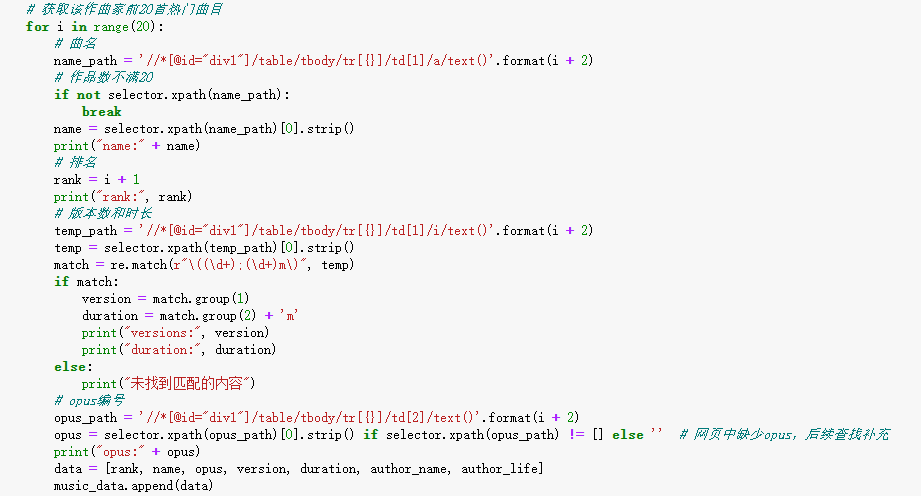 # 获取该作曲家前20首热门曲目
for i in range(20):
    # 曲名
    name_path = '//*[@id="div1"]/table/tbody/tr[{}]/td[1]/a/text()'.format(i + 2)
    # 作品数不满20
    if not selector.xpath(name_path):
        break
    name = selector.xpath(name_path)[0].strip()
    print("name:" + name)
    # 排名
    rank = i + 1
    print("rank:", rank)
    # 版本数和时长
    temp_path = '//*[@id="div1"]/table/tbody/tr[{}]/td[1]/i/text()'.format(i + 2)
    temp = selector.xpath(temp_path)[0].strip()
    match = re.match(r"\((\d+);(\d+)m\)", temp)
    if match:
        version = match.group(1)
        duration = match.group(2) + 'm'
        print("versions:", version)
        print("duration:", duration)
    else:
        print("未找到匹配的内容")
    # opus编号
    opus_path = '//*[@id="div1"]/table/tbody/tr[{}]/td[2]/text()'.format(i + 2)
    opus = selector.xpath(opus_path)[0].strip() if selector.xpath(opus_path) != [] else ''  # 网页中缺少opus，后续查找补充
    print("opus:" + opus)
    data = [rank, name, opus, version, duration, author_name, author_life]
    music_data.append(data)